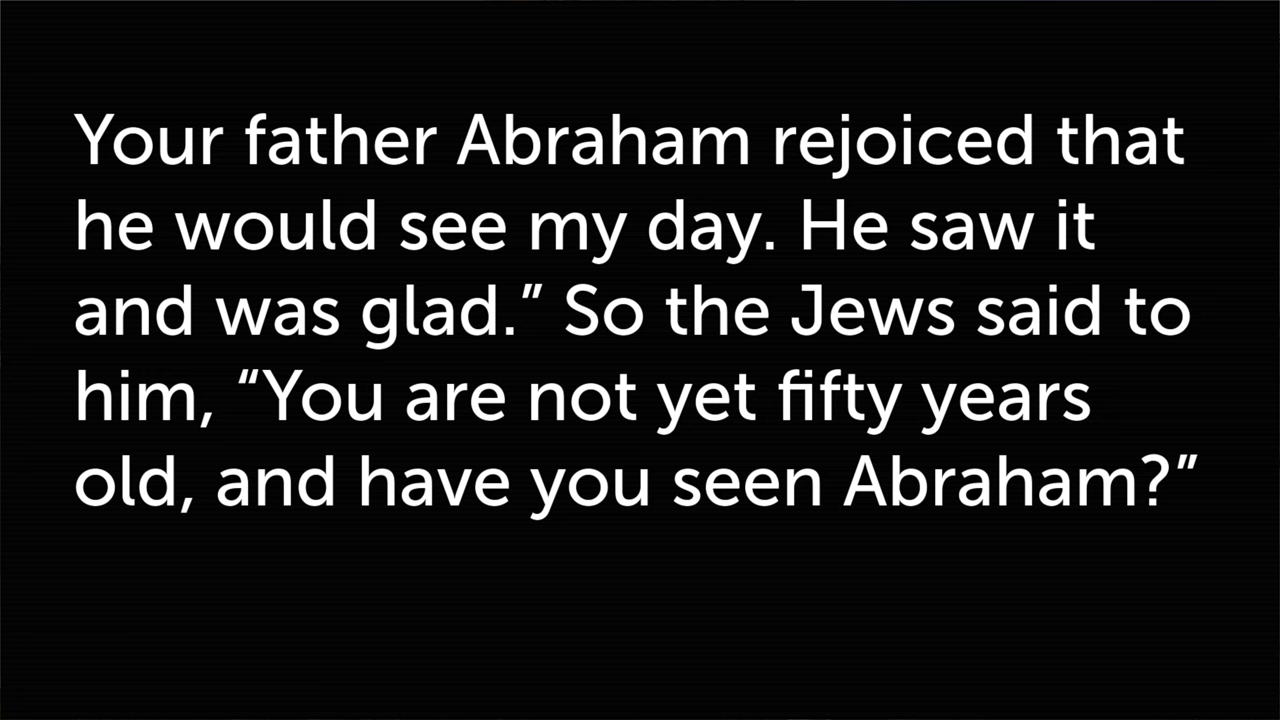 Your father Abraham rejoiced that
he would see my day. He saw it
and was glad.” So the Jews said to
him, “You are not yet fifty years
old, and have you seen Abraham?”